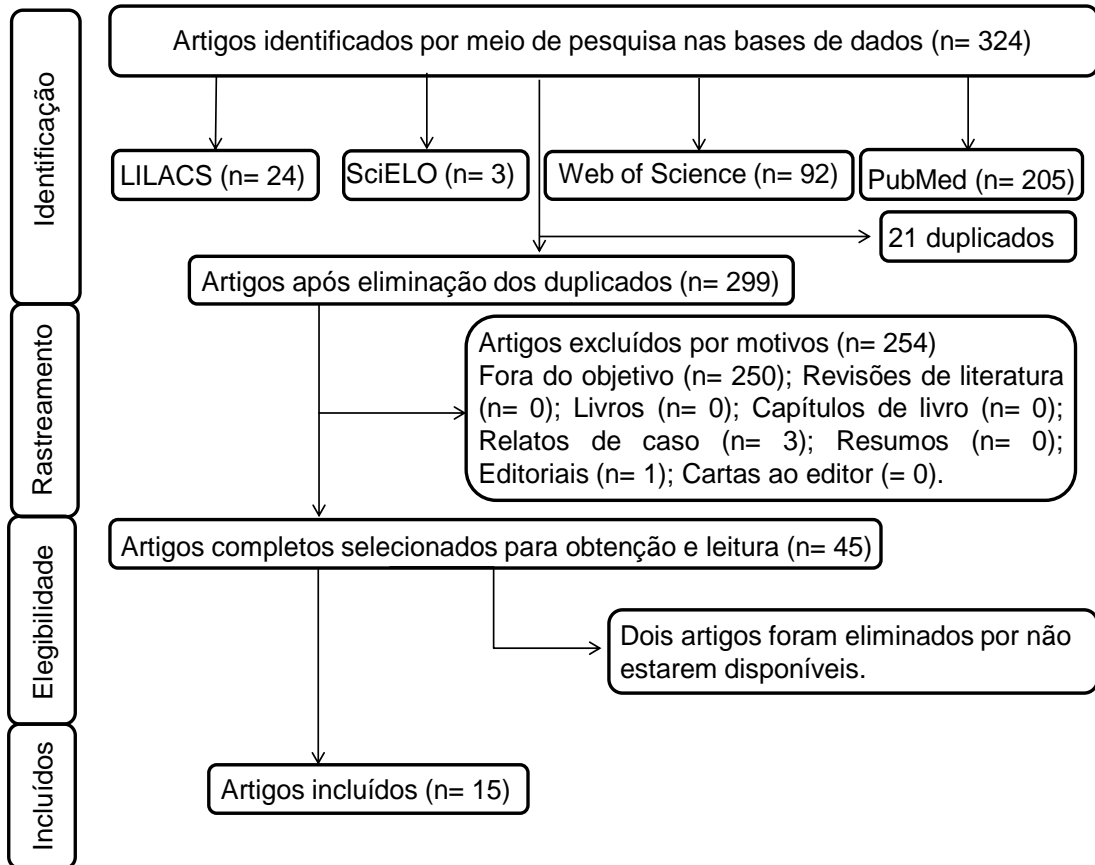 Identificação
Artigos identificados por meio de pesquisa nas bases de dados (n= 324)
LILACS (n= 24)
SciELO (n= 3)
Web of Science (n= 92)
PubMed (n= 205)
21 duplicados
Artigos após eliminação dos duplicados (n= 299)
Rastreamento
Artigos excluídos por motivos (n= 254)
Fora do objetivo (n= 250); Revisões de literatura
(n= 0); Livros (n= 0); Capítulos de livro (n= 0);
Relatos de caso (n= 3); Resumos (n= 0);
Editoriais (n= 1); Cartas ao editor (= 0).
Elegibilidade
Artigos completos selecionados para obtenção e leitura (n= 45)
Dois artigos foram eliminados por não
estarem disponíveis.
Incluídos
Artigos incluídos (n= 15)